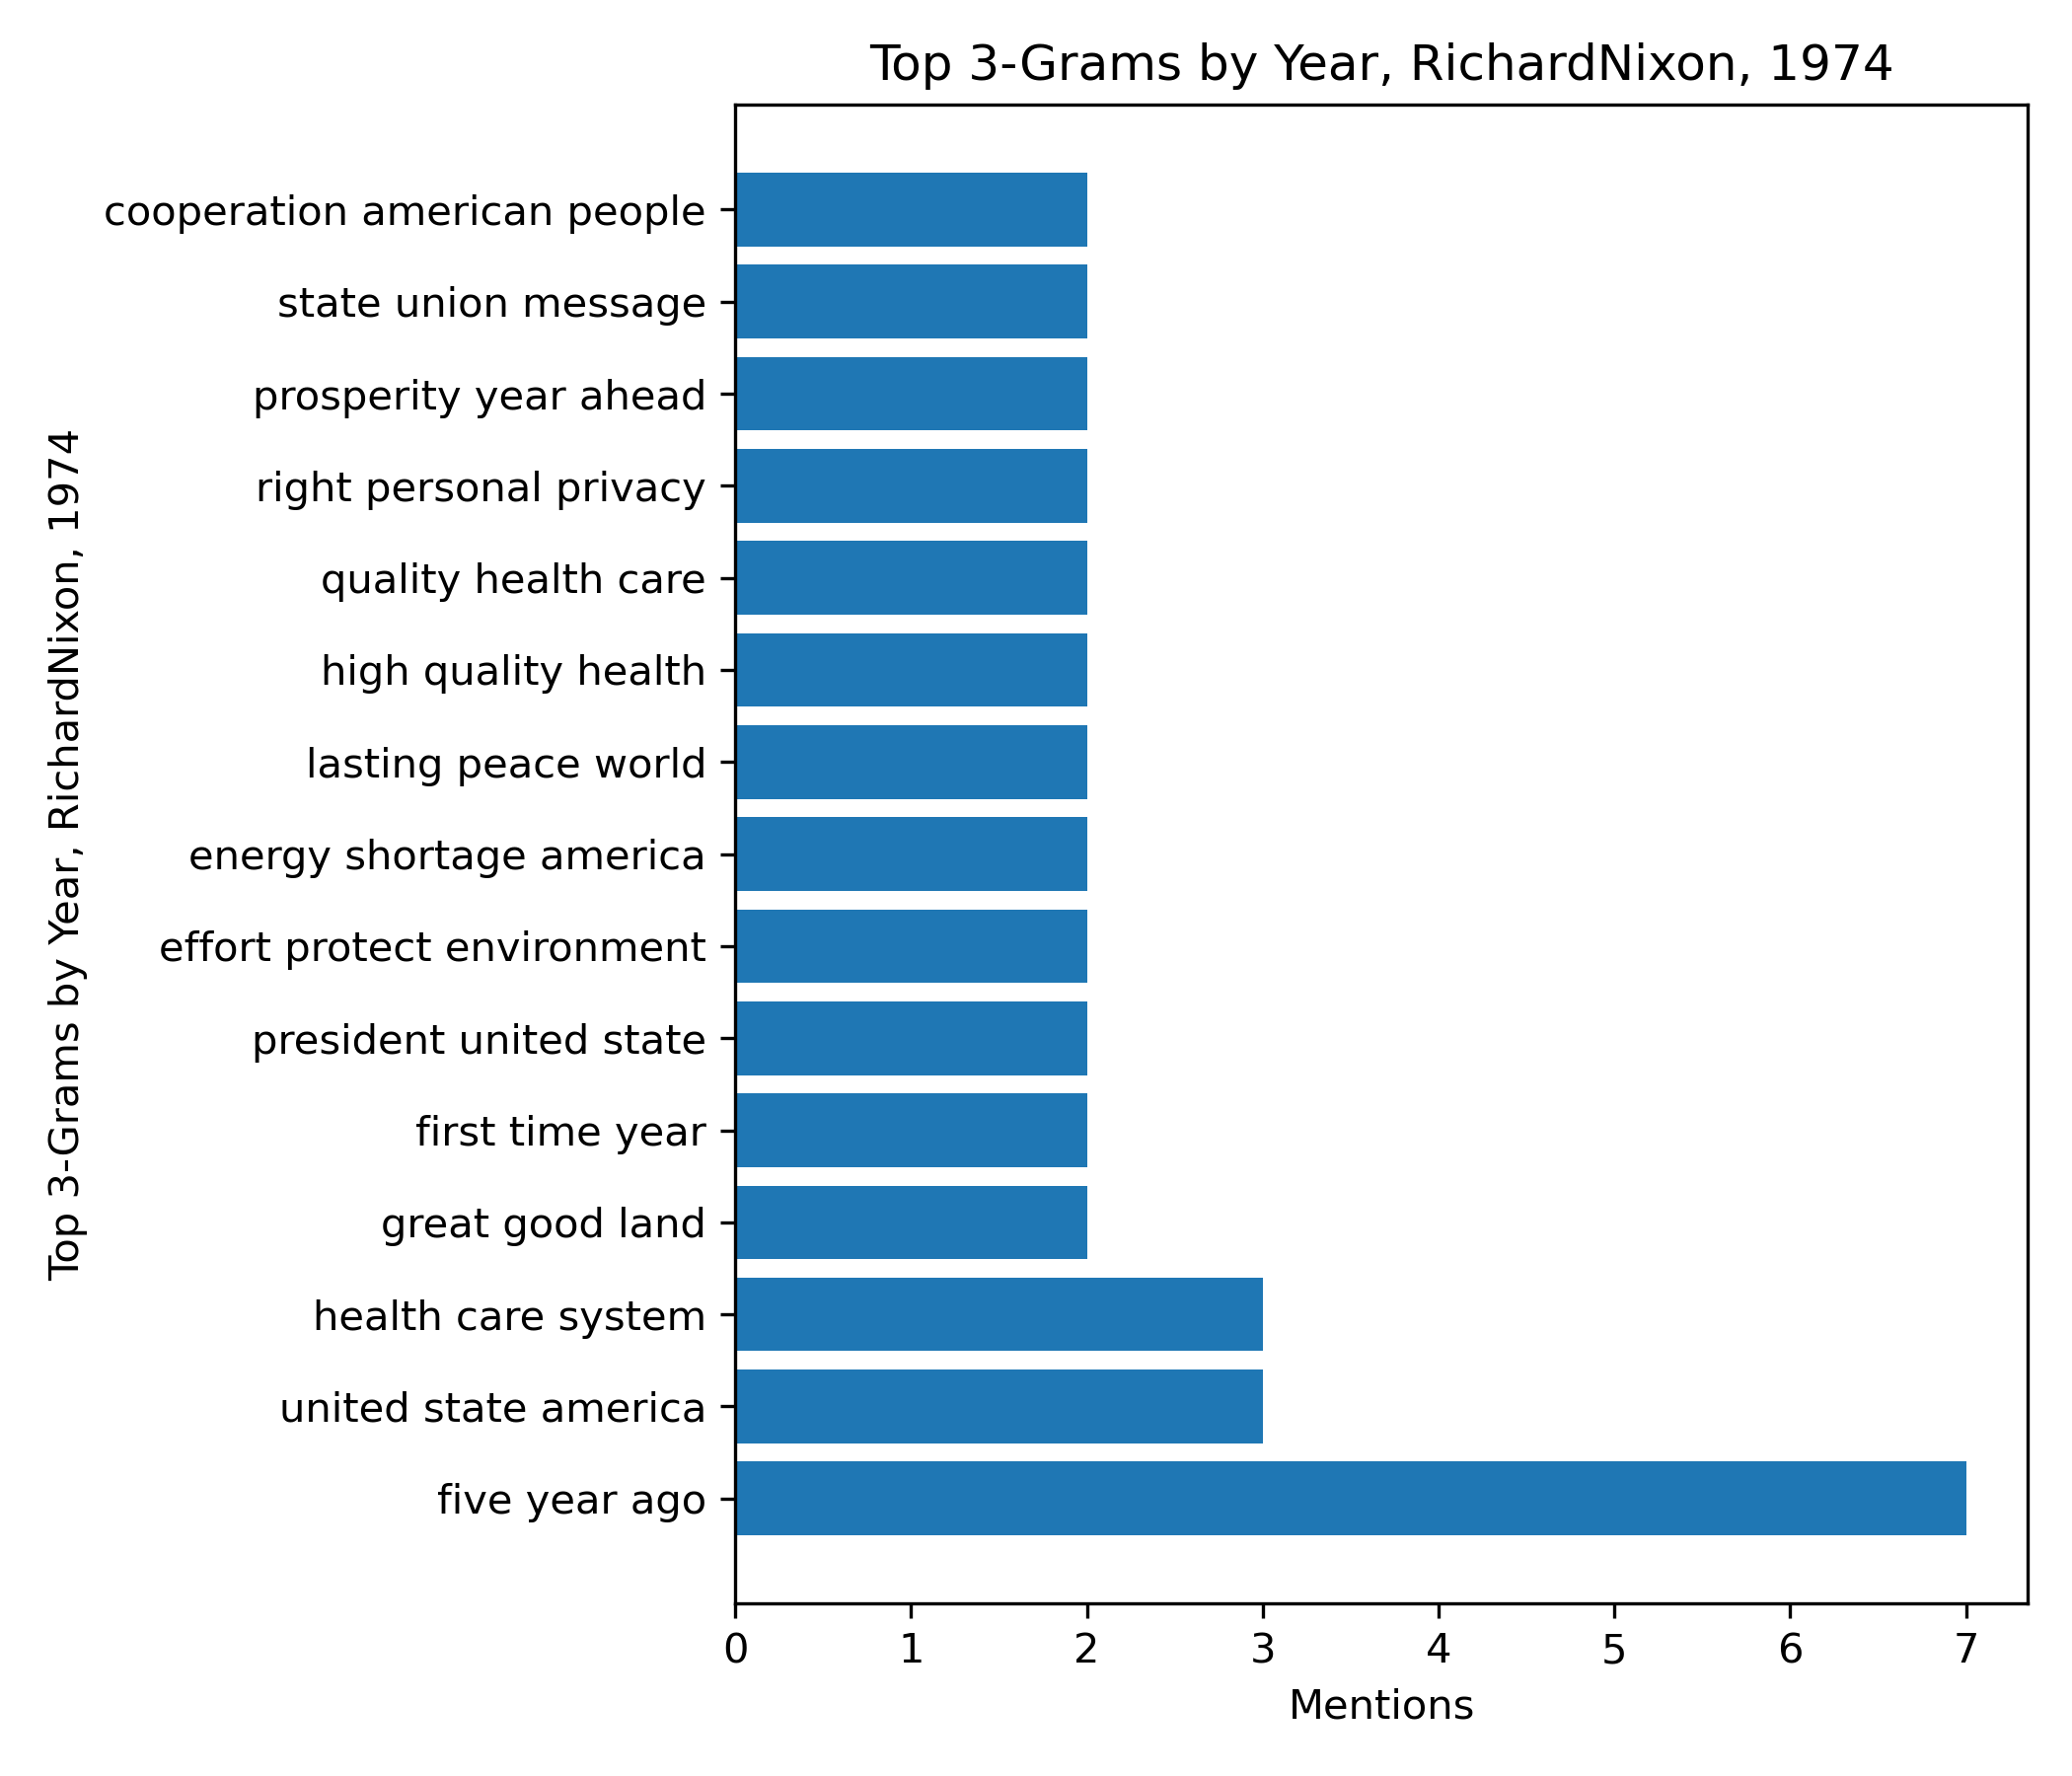 Top 3-Grams by Year, RichardNixon, 1974
Top 3-Grams by Year, RichardNixon, 1974
cooperation american people
state union message
prosperity year ahead
right personal privacy
quality health care
high quality health
lasting peace world
energy shortage america
effort protect environment
president united state
first time year
great good land
health care system
united state america
five year ago
0 1 2 3 4 5 6 7
Mentions